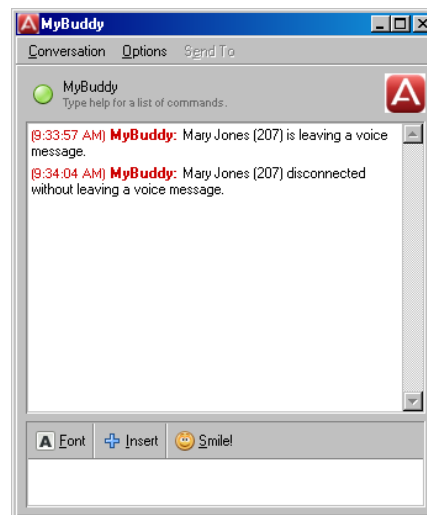 MyBuddy
Conversation Options Send To
MyBuddy
Type help for a list of commands.
(9:33:57 AM) MyBuddy: Mary Jones (207) is leaving a voice
message.
(9:34:04 AM) MyBuddy: Mary Jones (207) disconnected
without leaving a voice message.
A Font Insert Smile!